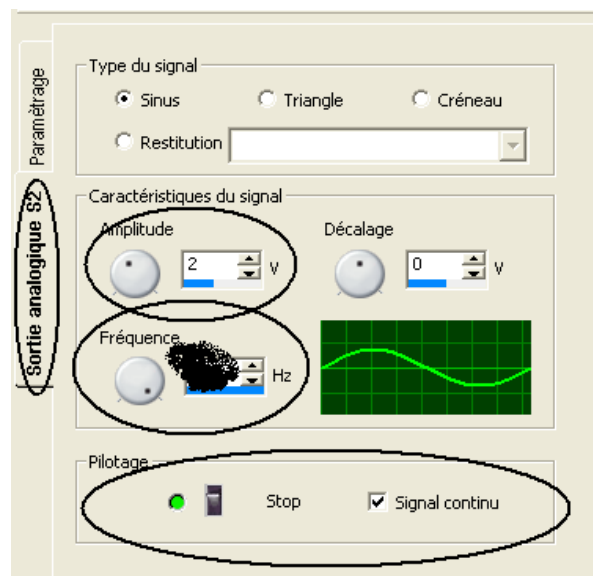 Paramètrage
Sortie analogique S2
Type du signal
Sinus
Triangle
Créneau
Restitution
Caractéristiques du signal
Amplitude
2 V
Décalage
0 V
Fréquence
Hz
Pilotage
Stop
Signal continu